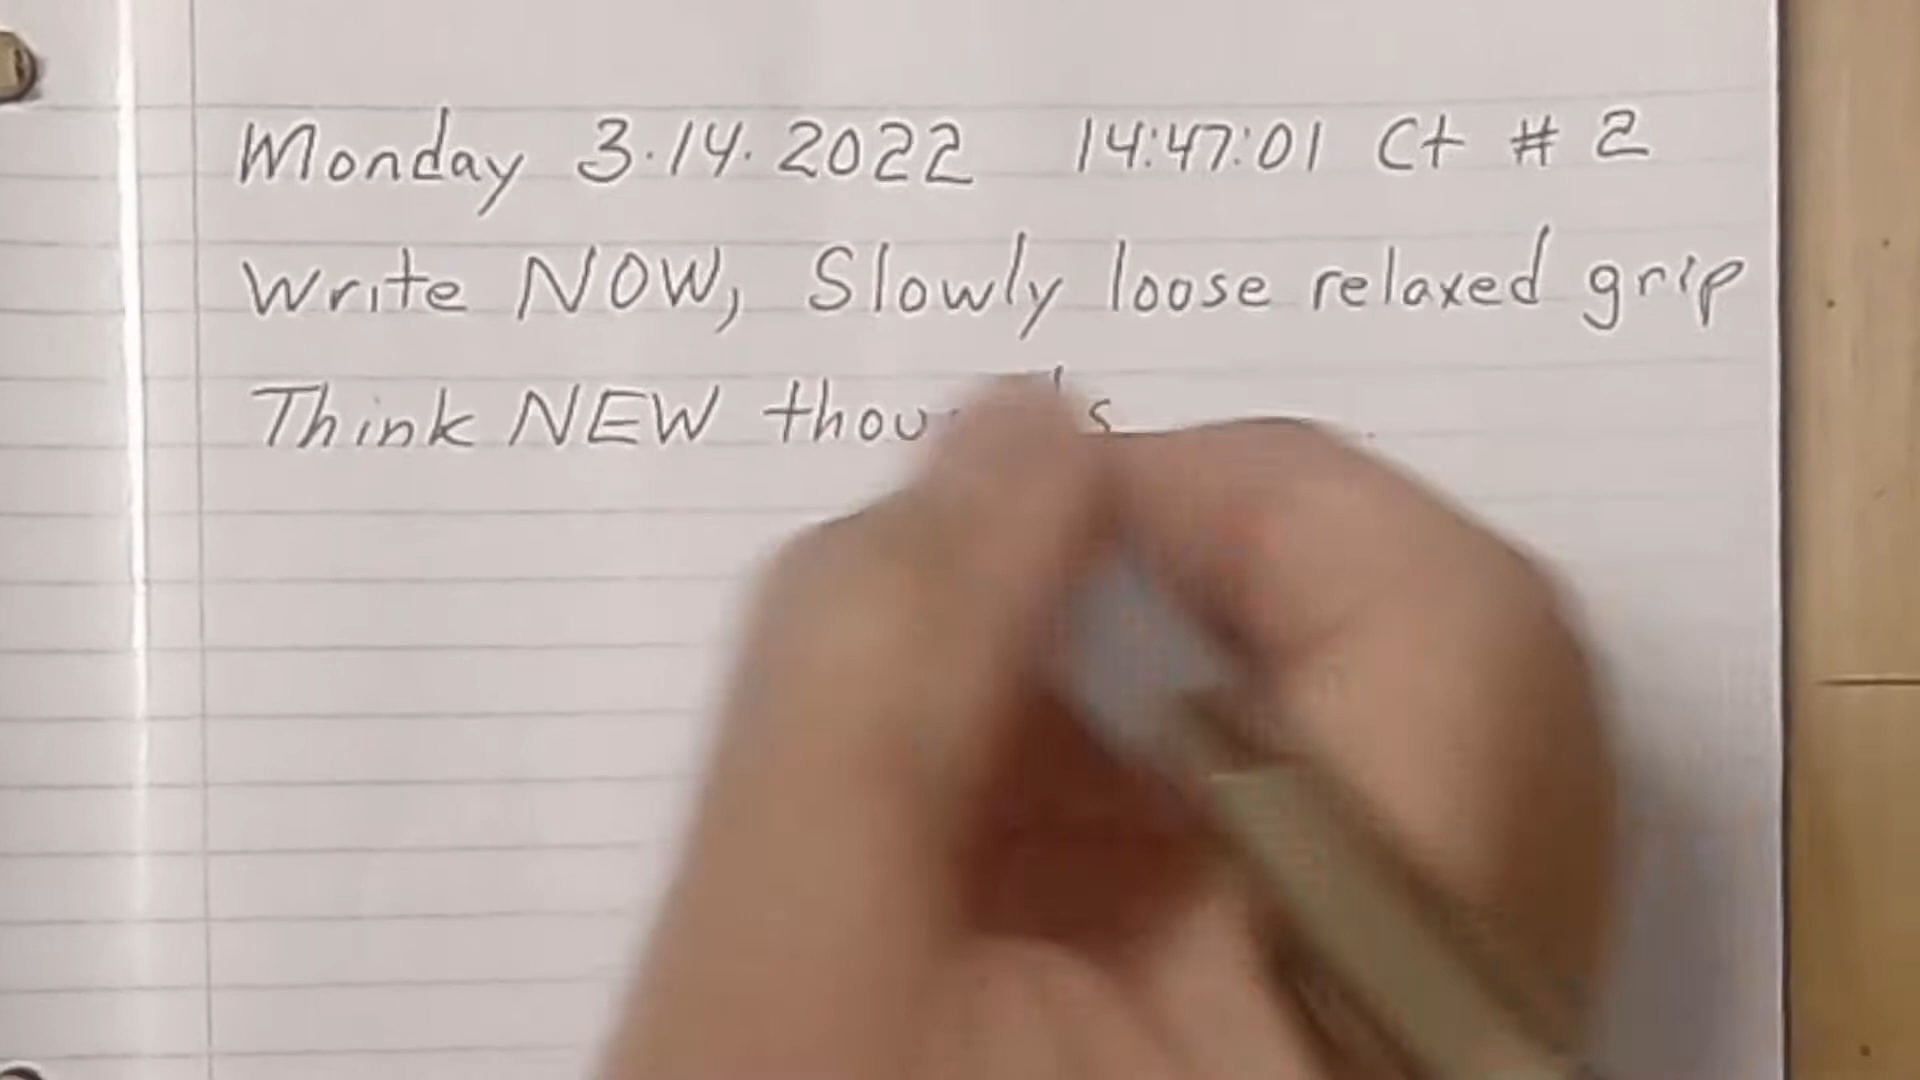 Monday 3.14.2022 14:47:01 Ct # 2
Write NOW, Slowly loose relaxed grip
Think NEW